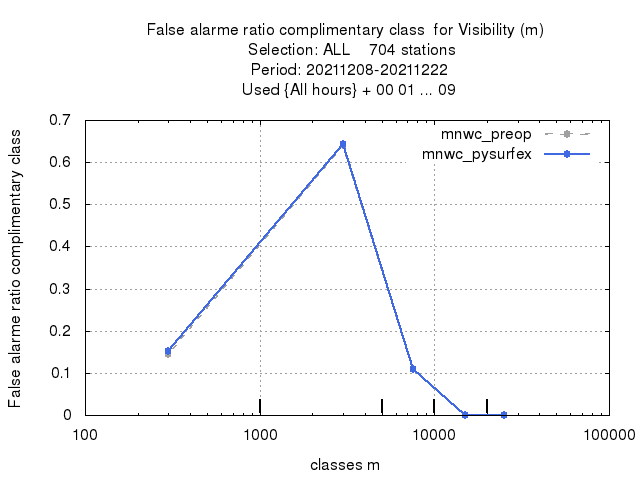 False alarme ratio complimentary class  for Visibility (m)
Selection: ALL    704 stations
Period: 20211208-20211222
Used {All hours} + 00 01 ... 09
mnwc_preop
mnwc_pysurfex
False alarme ratio complimentary class
0.7
0.6
0.5
0.4
0.3
0.2
0.1
0
100
1000
10000
100000
classes m